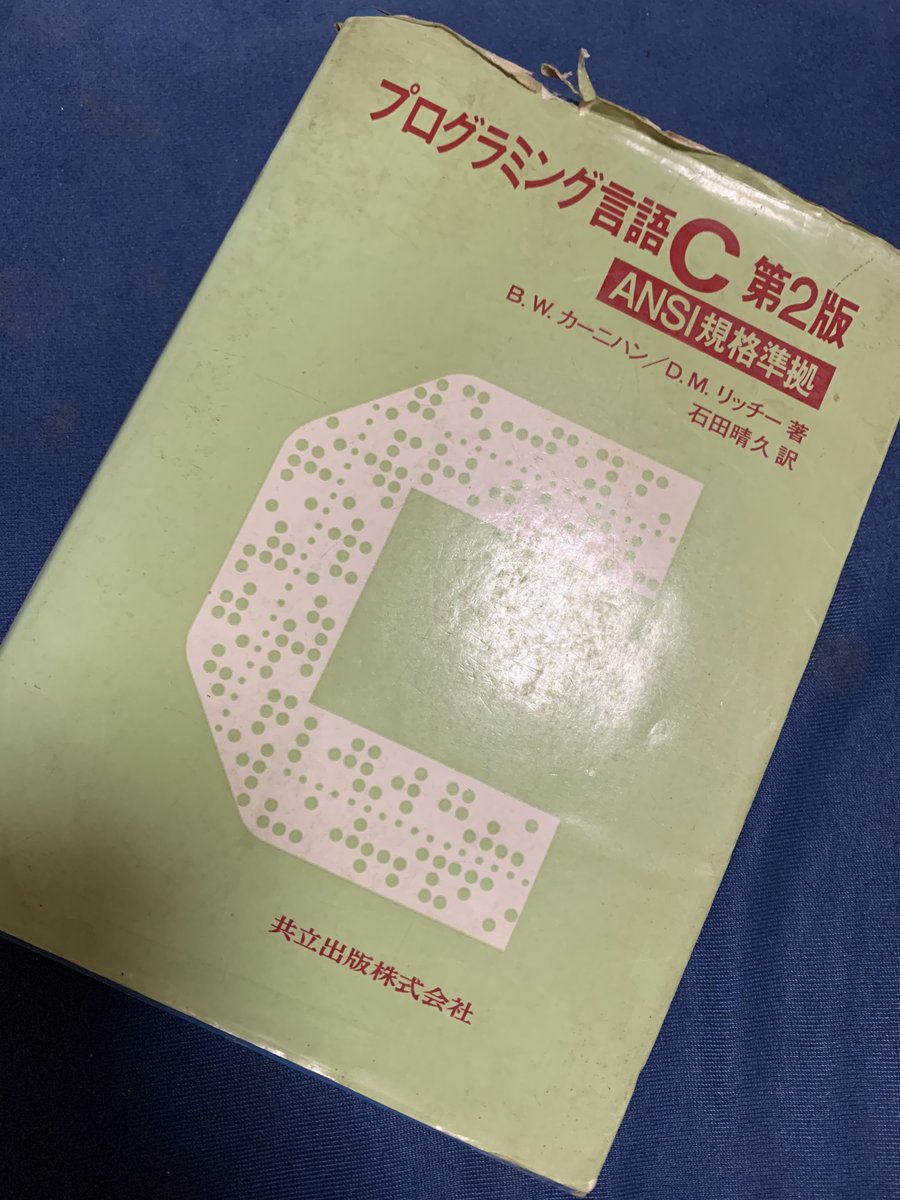 プログラミング言語C 第2版
ANSI規格準拠
B.W.カーニハン/D.M.リッチー 著
石田晴久 訳
共立出版株式会社